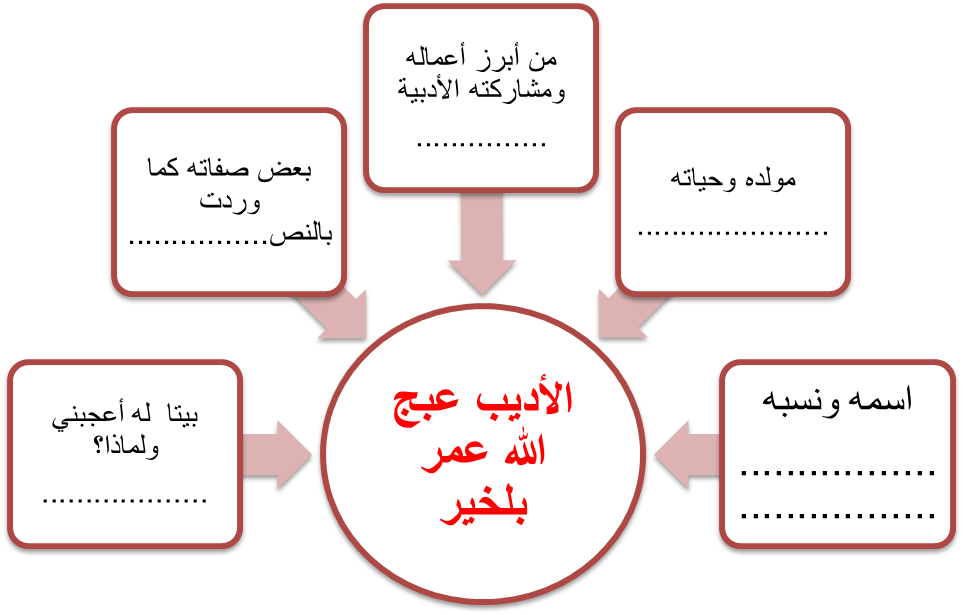 من أبرز أعماله
ومشاركته الأدبية
...............
مولده وحياته
......................
بعض صفاته كما
وردت
بالنص................
اسمه ونسبه
.................
.................
الأديب عبج
الله عمر
بلخير
بيتا له أعجبني
ولماذا؟
...................